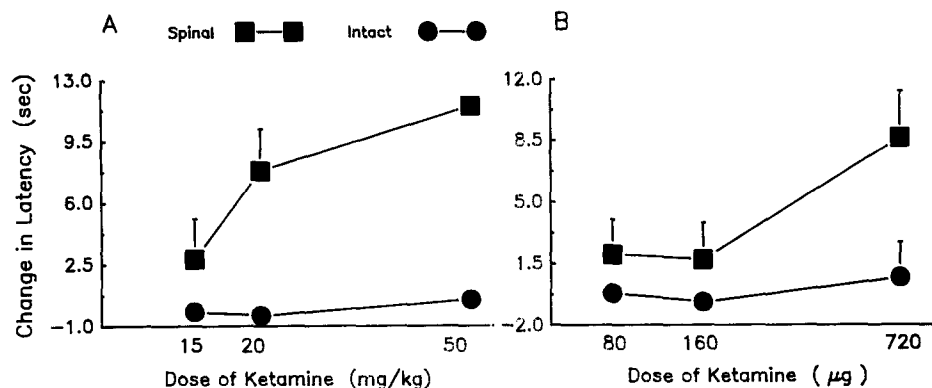 A Spinal Intact B
Change in Latency (sec)
13.0
9.5
6.0
2.5
-1.0
15 20 50
Dose of Ketamine (mg/kg)
12.0
8.5
5.0
1.5
-2.0
80 160 720
Dose of Ketamine ( μg )